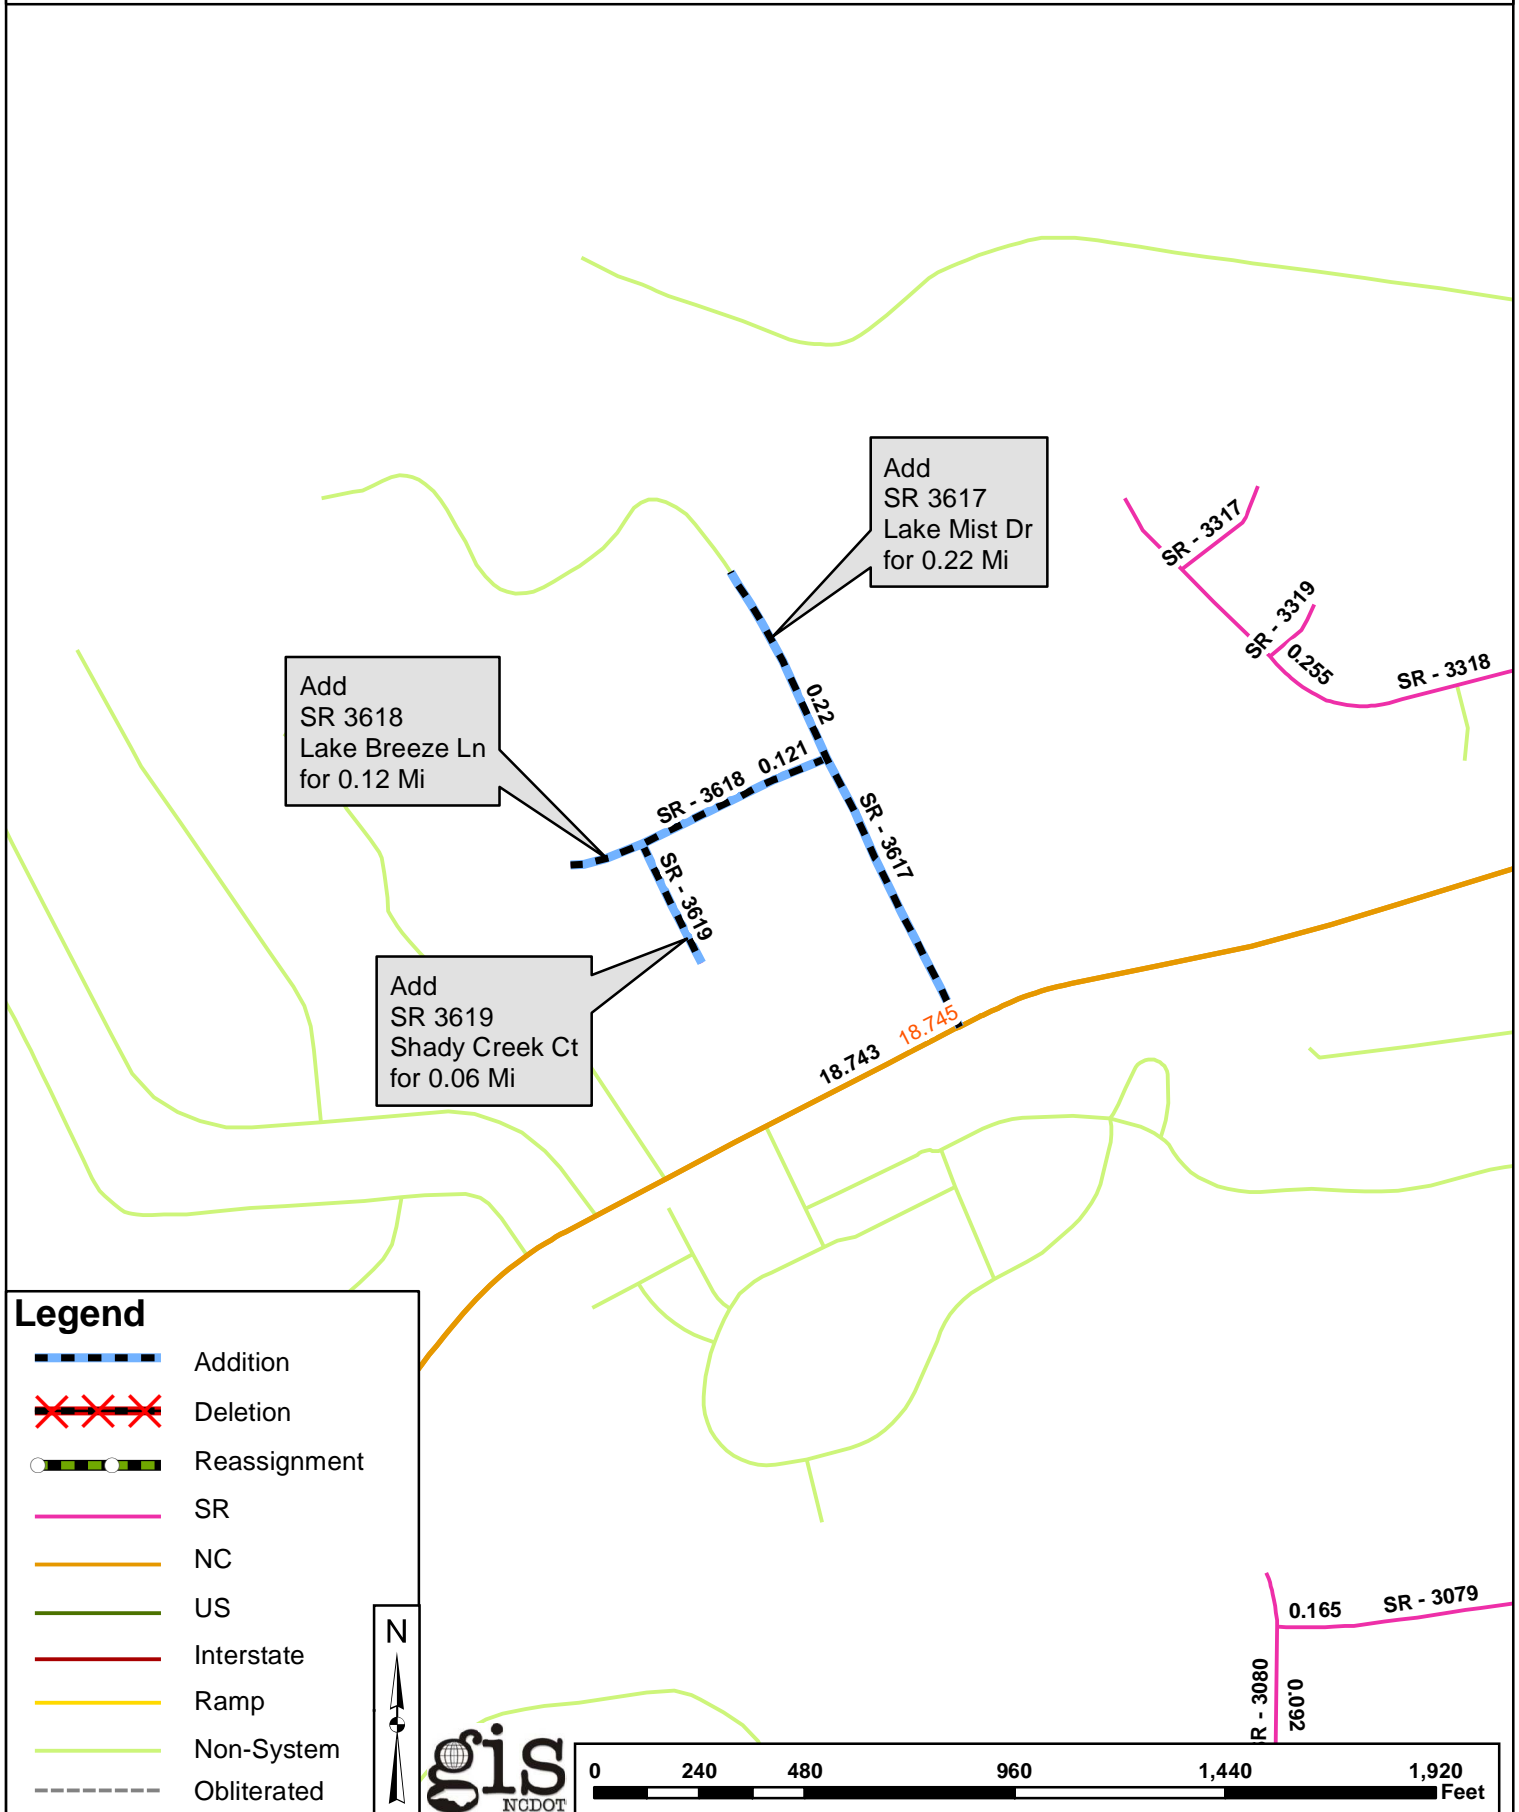 Add
SR 3617
Lake Mist Dr
for 0.22 Mi
SR - 3317
SR - 3319
0.255
SR - 3318
Add
SR 3618
Lake Breeze Ln
for 0.12 Mi
0.22
SR - 3618 0.121
SR - 3617
SR - 3619
Add
SR 3619
Shady Creek Ct
for 0.06 Mi
18.745
18.743
Legend
Addition
Deletion
Reassignment
SR
NC
US
Interstate
Ramp
Non-System
Obliterated
N
gis
NCDOT
0.165 SR - 3079
R - 3080
0.092
0 240 480 960 1,440 1,920
Feet